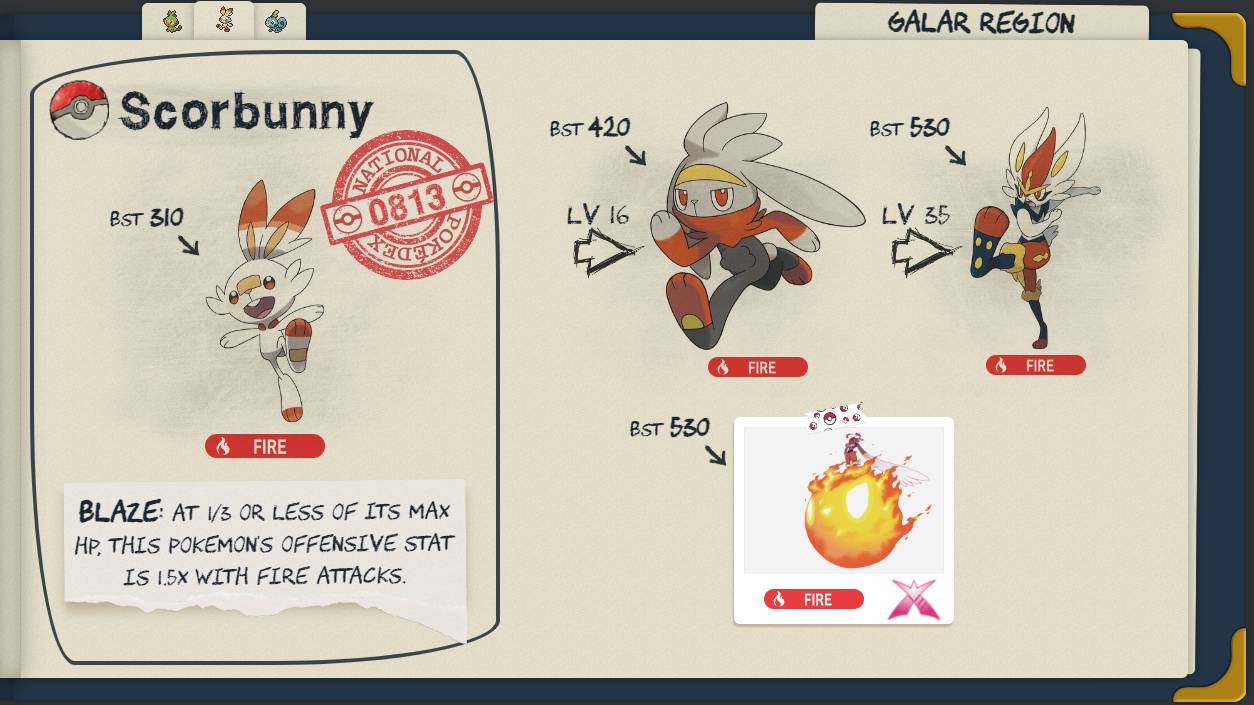 GALAR REGION
Scorbunny
NATIONAL
0813
POKÉDEX
BST 310
FIRE
BLAZE: AT 1/3 OR LESS OF ITS MAX
HP, THIS POKEMON'S OFFENSIVE STAT
IS 1.5X WITH FIRE ATTACKS.
BST 420
LV 16
FIRE
BST 530
LV 35
FIRE
BST 530
FIRE